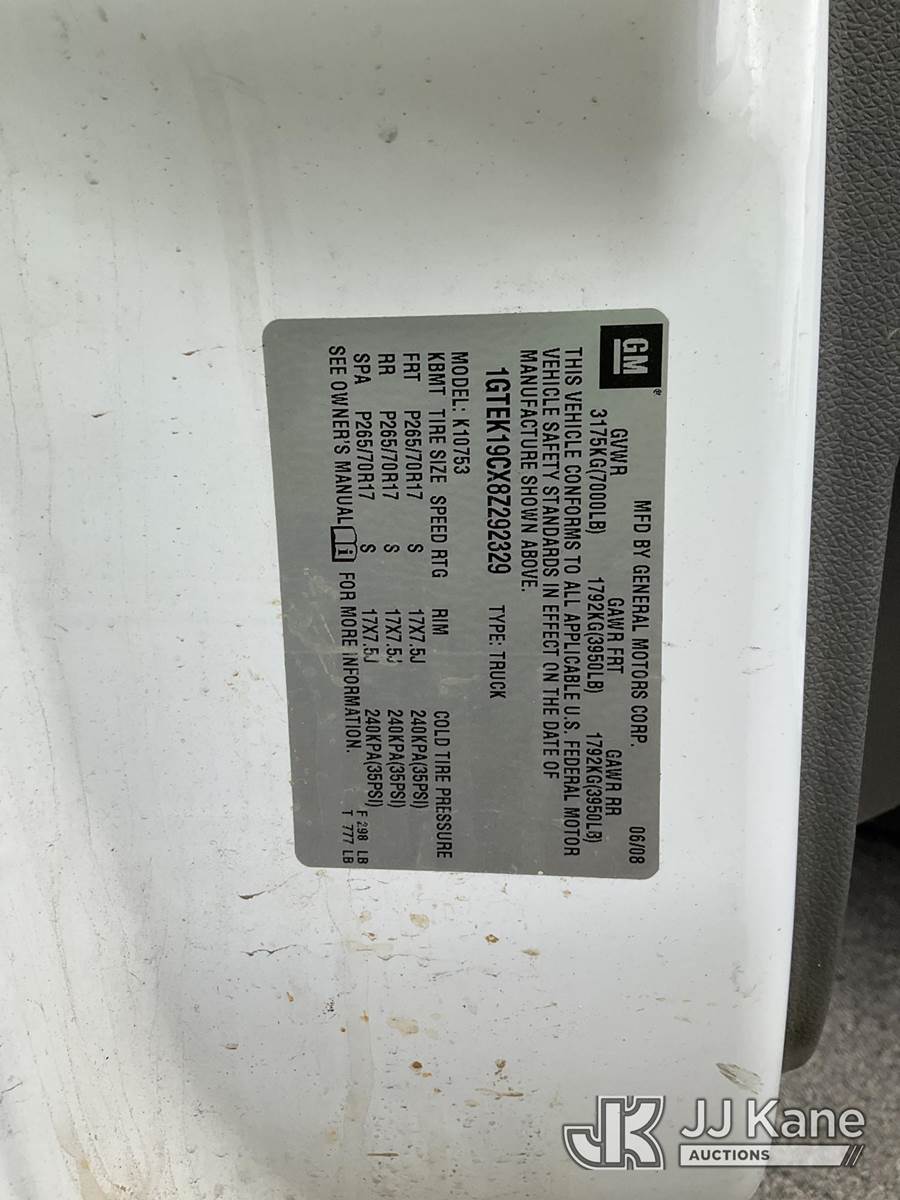 GM®
MFD BY GENERAL MOTORS CORP. 06/08
GVWR GAWR FRT GAWR RR
3175KG(7000LB) 1792KG(3950LB) 1792KG(3950LB)
THIS VEHICLE CONFORMS TO ALL APPLICABLE U.S. FEDERAL MOTOR
VEHICLE SAFETY STANDARDS IN EFFECT ON THE DATE OF
MANUFACTURE SHOWN ABOVE.
1GTEK19CX8Z292329 TYPE: TRUCK
MODEL: K10753
KBMT TIRE SIZE SPEED RTG RIM COLD TIRE PRESSURE
FRT P265/70R17 S 17X7.5J 240KPA(35PSI)
RR P265/70R17 S 17X7.5J 240KPA(35PSI)
SPA P265/70R17 S 17X7.5J 240KPA(35PSI)
SEE OWNER'S MANUAL i FOR MORE INFORMATION.
F 298 LB
T 777 LB
JK JJ Kane
AUCTIONS